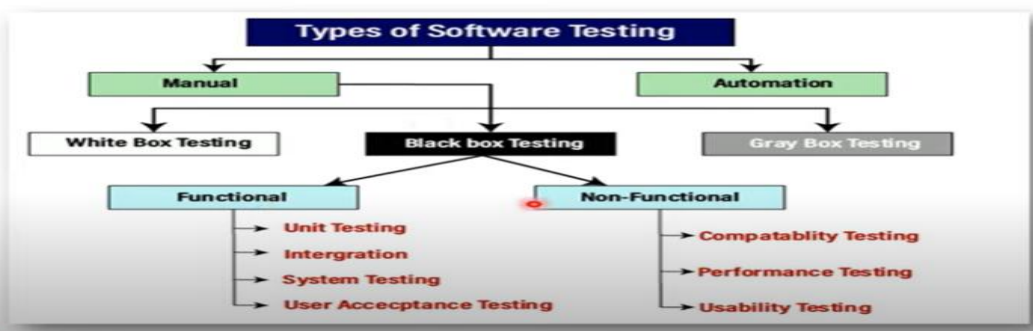 Types of Software Testing
Manual
Automation
White Box Testing
Black box Testing
Gray Box Testing
Functional
Non-Functional
Unit Testing
Intergration
System Testing
User Accecptance Testing
Compatablity Testing
Performance Testing
Usability Testing